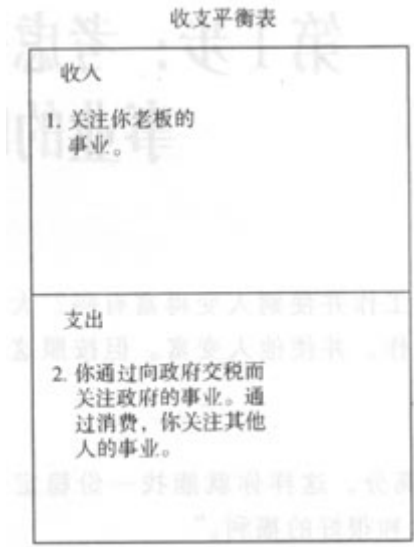 收支平衡表
收人
1. 关注你老板的
事业。
支出
2. 你通过向政府交税而
关注政府的事业。通
过消费，你关注其他
人的事业。